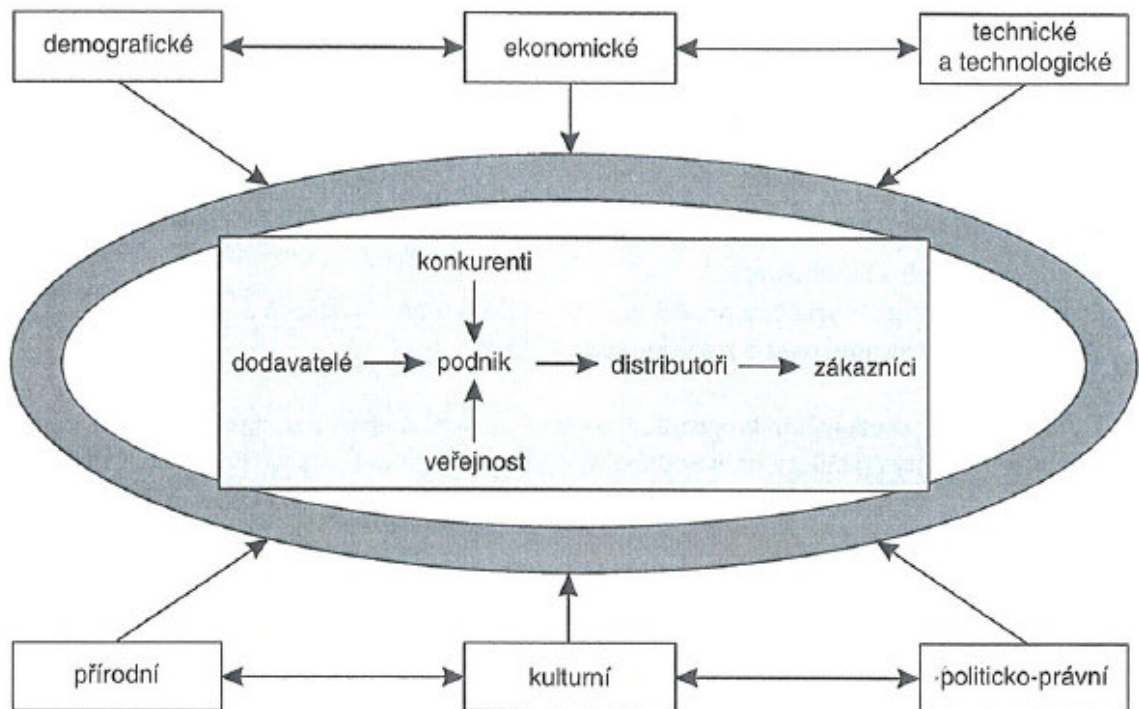 demografické
ekonomické
technické
a technologické
konkurenti
dodavatelé
podnik
distributoři
zákazníci
veřejnost
přírodní
kulturní
politicko-právní